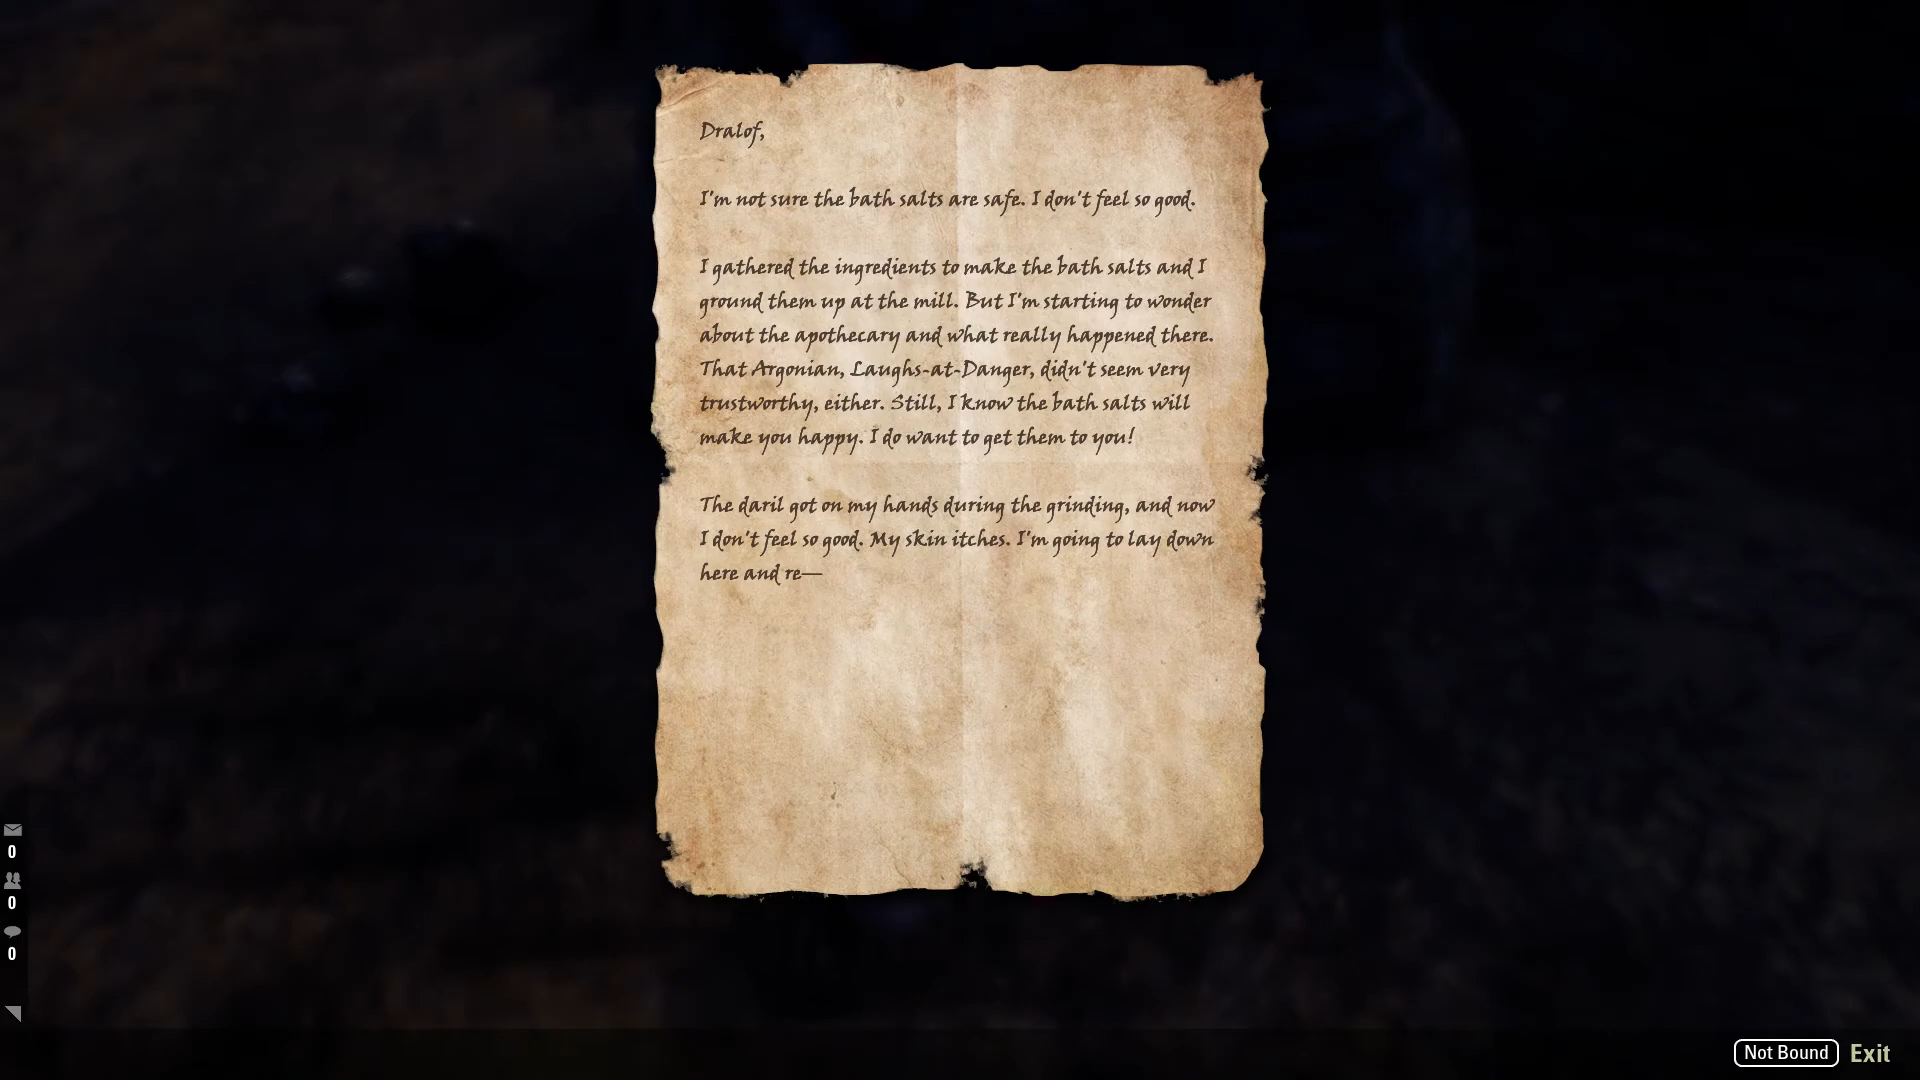 Dralof,
I'm not sure the bath salts are safe. I don't feel so good.
I gathered the ingredients to make the bath salts and I
ground them up at the mill. But I'm starting to wonder
about the apothecary and what really happened there.
That Argonian, Laughs-at-Danger, didn't seem very
trustworthy, either. Still, I know the bath salts will
make you happy. I do want to get them to you!
The daril got on my hands during the grinding, and now
I don't feel so good. My skin itches. I'm going to lay down
here and re—
0
0
0
Not Bound Exit